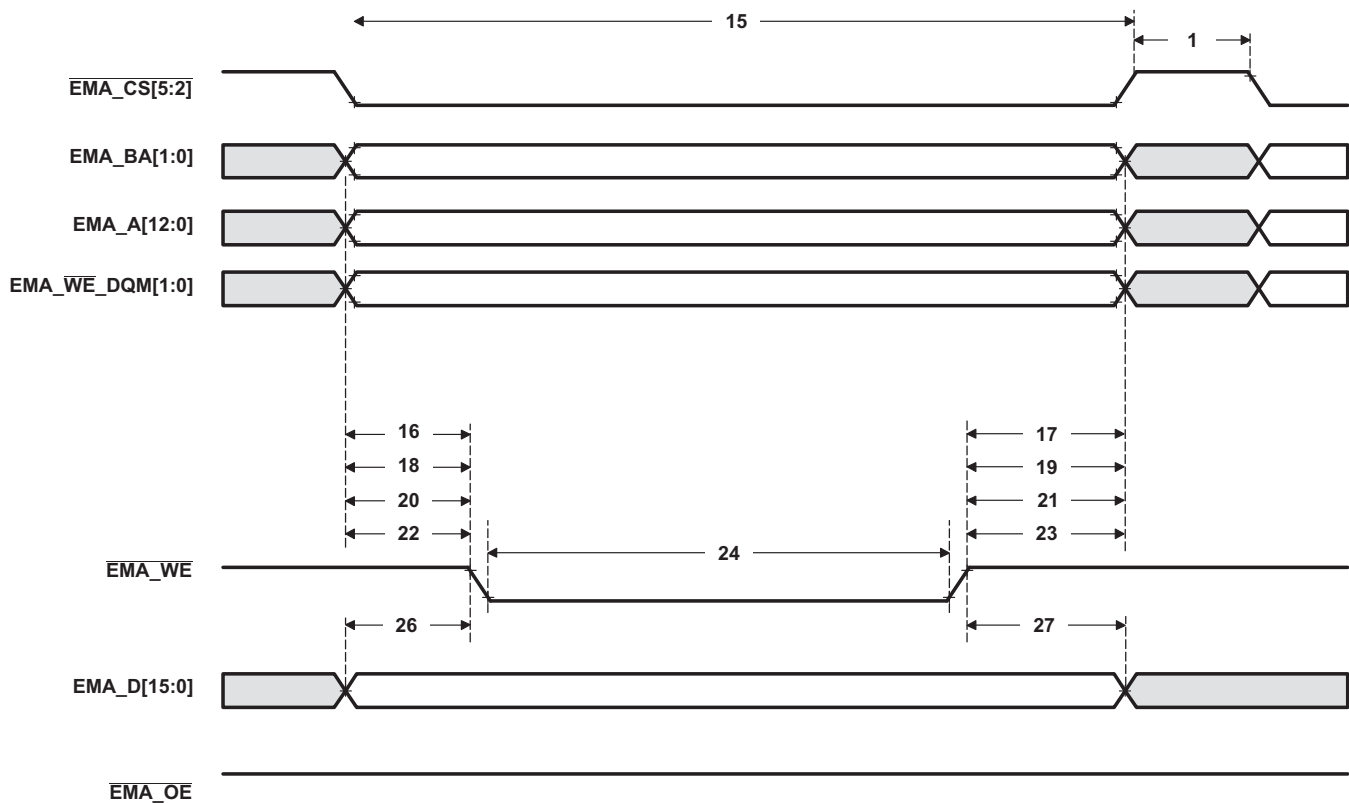 15
1
EMA_CS[5:2]
EMA_BA[1:0]
EMA_A[12:0]
EMA_WE_DQM[1:0]
16 17
18 19
20 21
22 23
24
EMA_WE
26 27
EMA_D[15:0]
EMA_OE